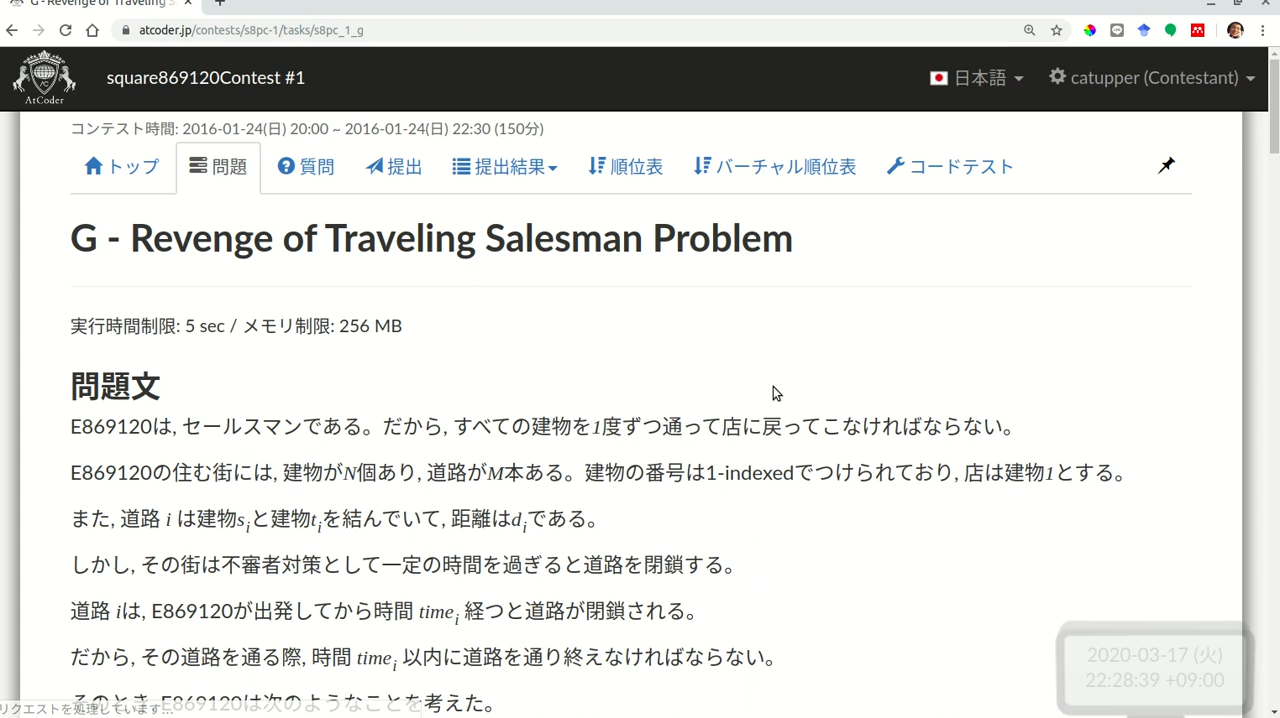 G - Revenge of Traveling S
atcoder.jp/contests/s8pc-1/tasks/s8pc_1_g
AtCoder
square869120Contest #1
日本語
catupper (Contestant)
コンテスト時間: 2016-01-24(日) 20:00 ~ 2016-01-24(日) 22:30 (150分)
トップ 問題 質問 提出 提出結果 順位表 バーチャル順位表 コードテスト
G - Revenge of Traveling Salesman Problem
実行時間制限: 5 sec / メモリ制限: 256 MB
問題文
E869120は, セールスマンである。だから, すべての建物を1度ずつ通って店に戻ってこなければならない。
E869120の住む街には, 建物がN個あり, 道路がM本ある。建物の番号は1-indexedでつけられており, 店は建物1とする。
また, 道路 i は建物s_iと建物t_iを結んでいて, 距離はd_iである。
しかし, その街は不審者対策として一定の時間を過ぎると道路を閉鎖する。
道路 iは, E869120が出発してから時間 time_i 経つと道路が閉鎖される。
だから, その道路を通る際, 時間 time_i 以内に道路を通り終えなければならない。
そのとき, E869120は次のようなことを考えた。
リクエストを処理しています...
2020-03-17 (火)
22:28:39 +09:00